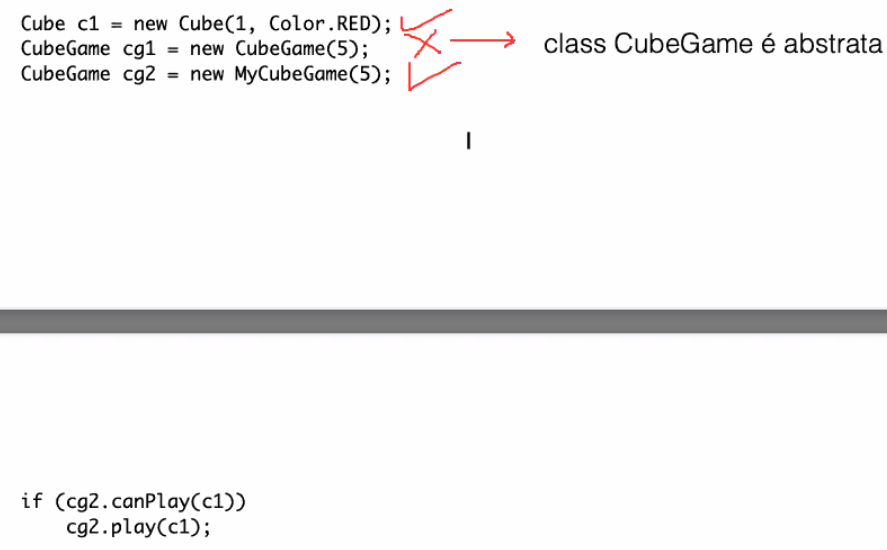 Cube c1 = new Cube(1, Color.RED);
CubeGame cg1 = new CubeGame(5);
class CubeGame é abstrata
CubeGame cg2 = new MyCubeGame(5);
if (cg2.canPlay(c1))
    cg2.play(c1);